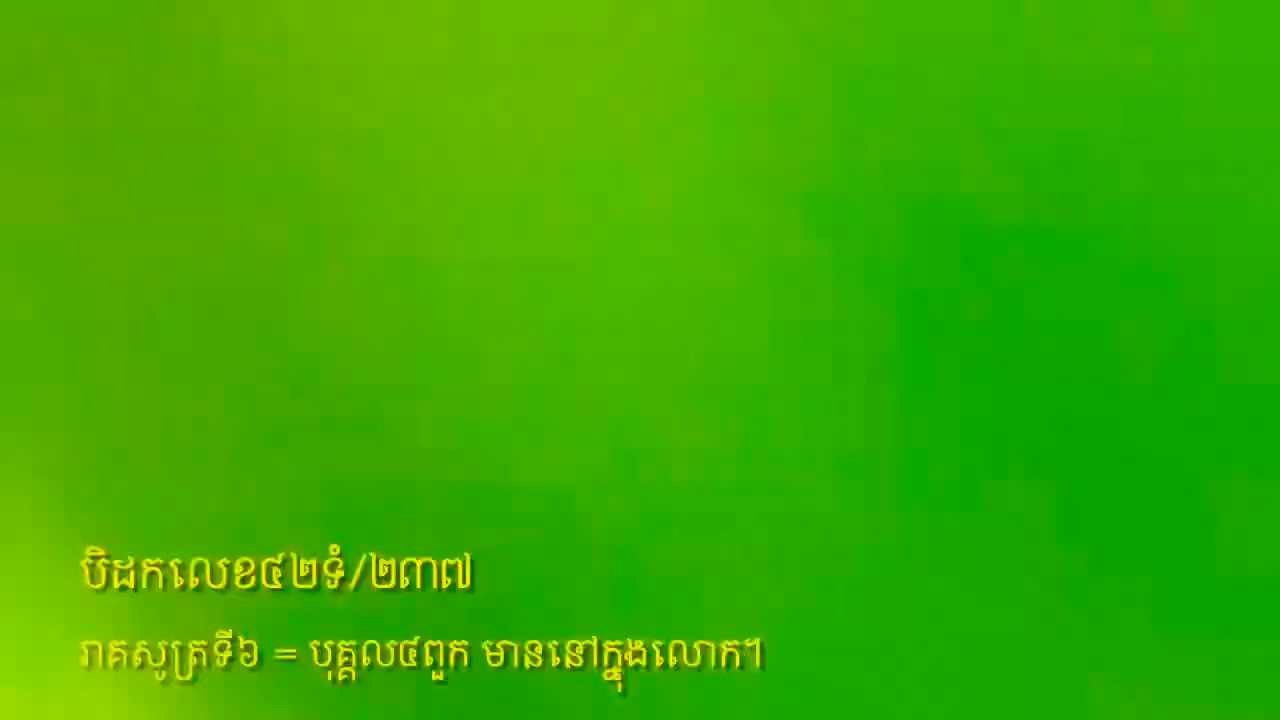 បិដកលេខ៤២ទំ/២៣៧
រាគសូត្រទី៦ = បុគ្គល៤ពួក មាននៅក្នុងលោក។